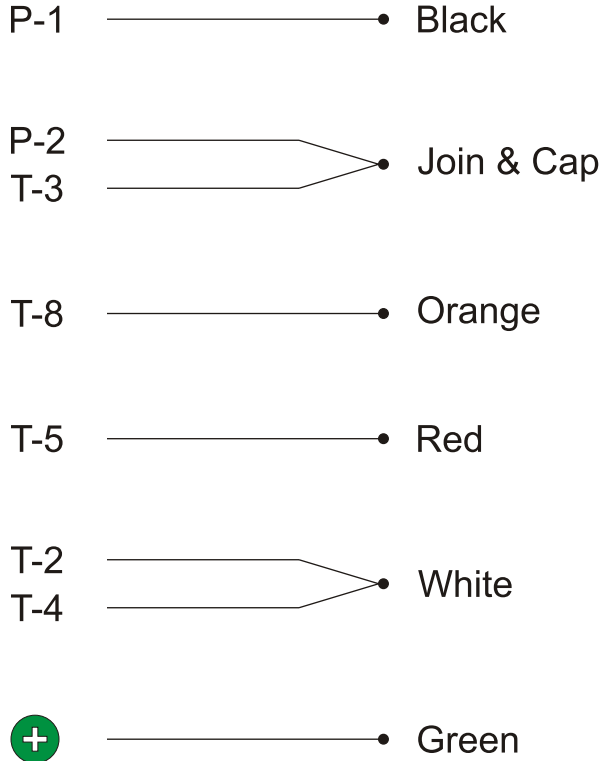 P-1 Black
P-2
T-3
Join & Cap
T-8 Orange
T-5 Red
T-2
T-4
White
Green